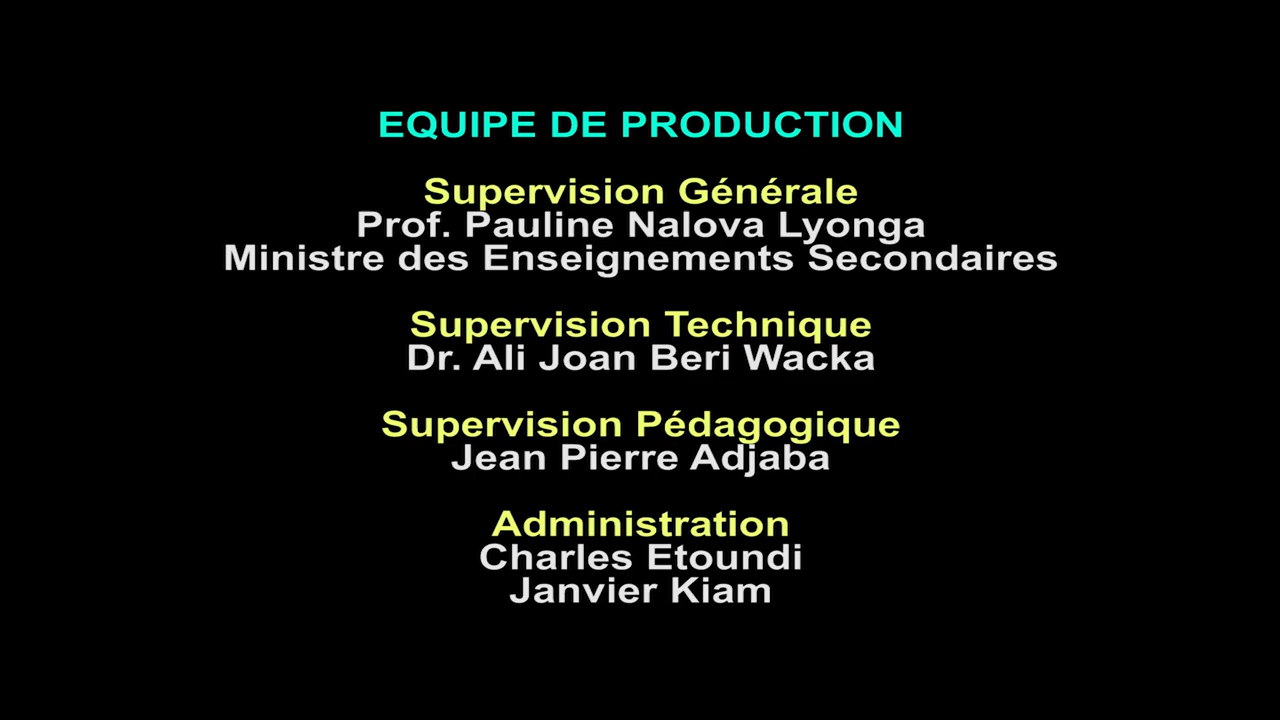 EQUIPE DE PRODUCTION
Supervision Générale
Prof. Pauline Nalova Lyonga
Ministre des Enseignements Secondaires
Supervision Technique
Dr. Ali Joan Beri Wacka
Supervision Pédagogique
Jean Pierre Adjaba
Administration
Charles Etoundi
Janvier Kiam